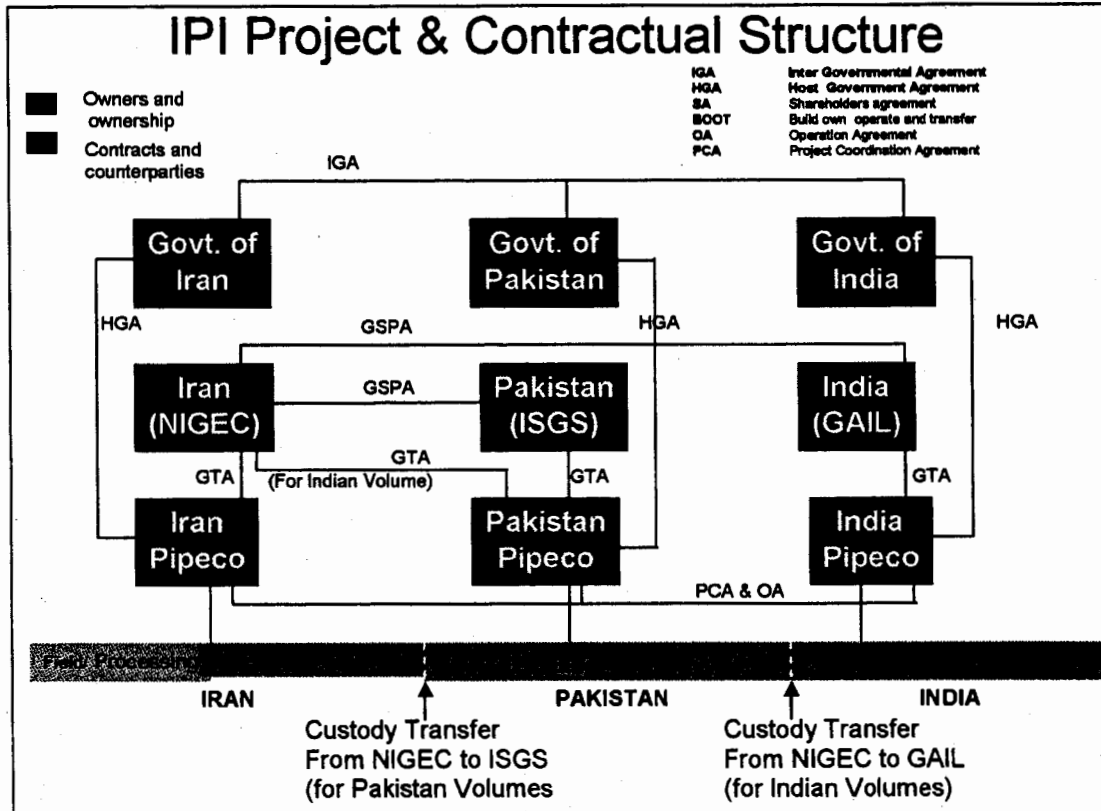 IPI Project & Contractual Structure
IGA Inter Governmental Agreement
HGA Host Government Agreement
SA Shareholders agreement
BOOT Build own operate and transfer
OA Operation Agreement
PCA Project Coordination Agreement
Owners and
ownership
Contracts and
counterparties
IGA
Govt. of
Iran
Govt. of
Pakistan
Govt. of
India
HGA
GSPA
HGA
HGA
Iran
(NIGEC)
GSPA
Pakistan
(ISGS)
India
(GAIL)
GTA
GTA
(For Indian Volume)
GTA
GTA
Iran
Pipeco
Pakistan
Pipeco
India
Pipeco
PCA & OA
Field/ Processing
IRAN
PAKISTAN
INDIA
Custody Transfer
From NIGEC to ISGS
(for Pakistan Volumes
Custody Transfer
From NIGEC to GAIL
(for Indian Volumes)